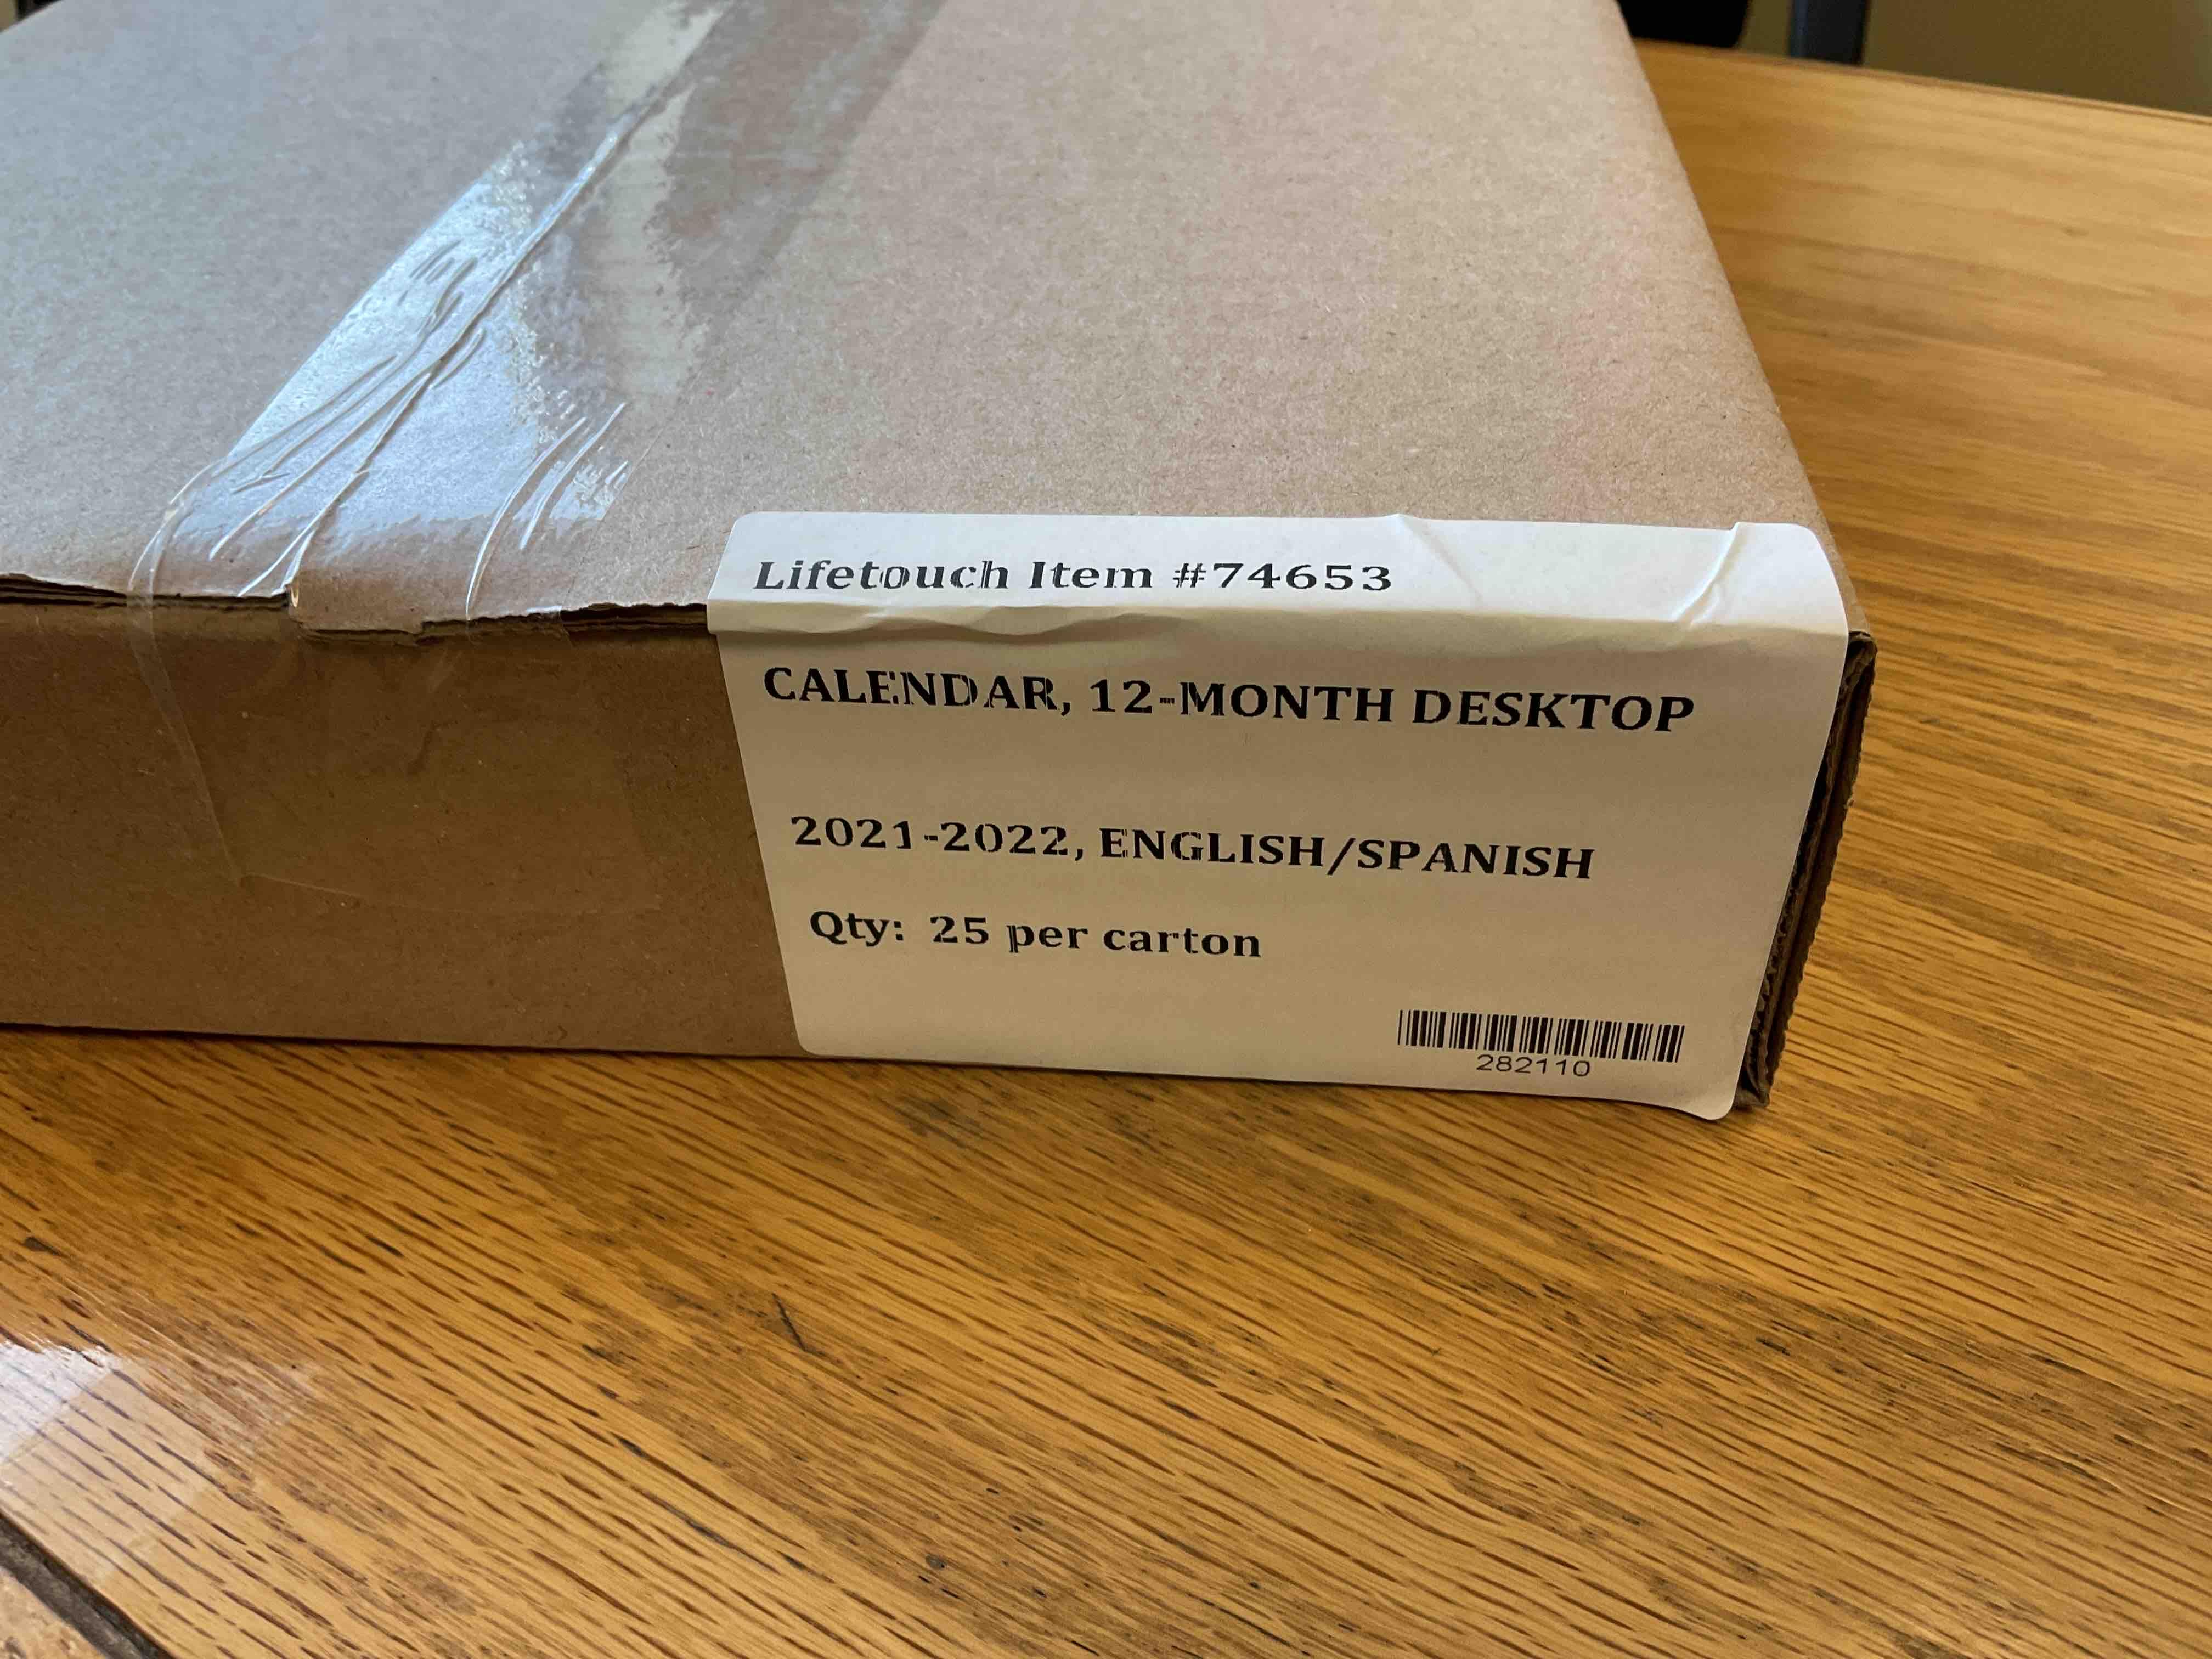 Lifetouch Item #74653
CALENDAR, 12-MONTH DESKTOP
2021-2022, ENGLISH/SPANISH
Qty: 25 per carton
282110